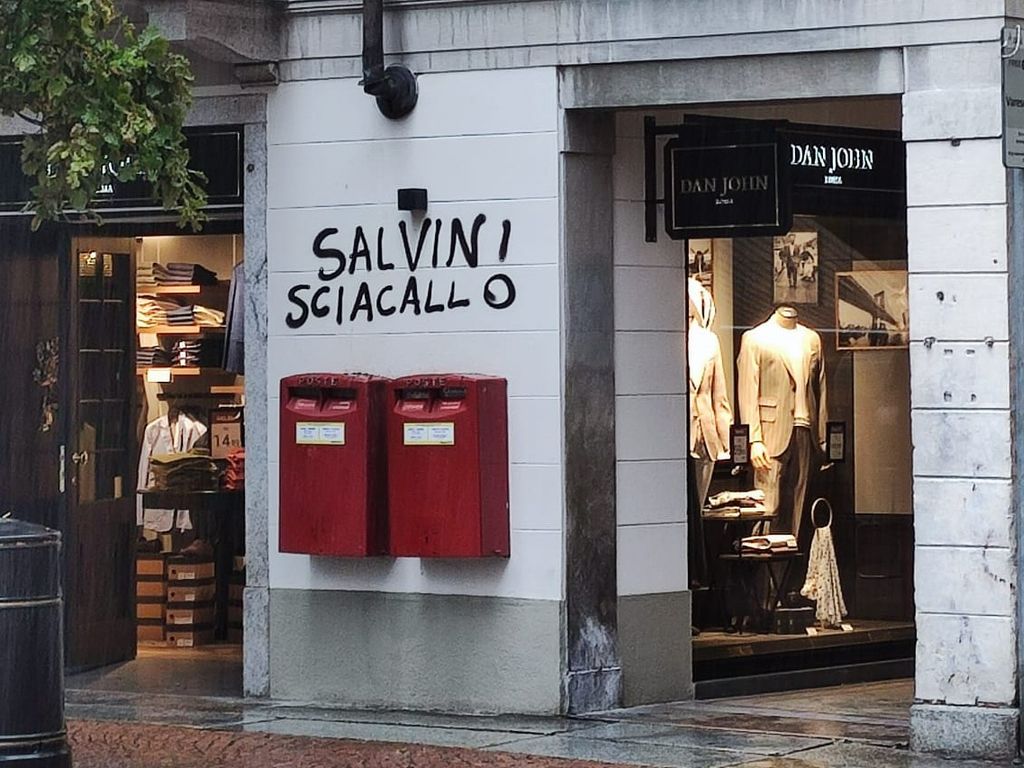 DAN JOHN
DAN JOHN
SALVINI
SCIACALLO
POSTE
POSTE
14